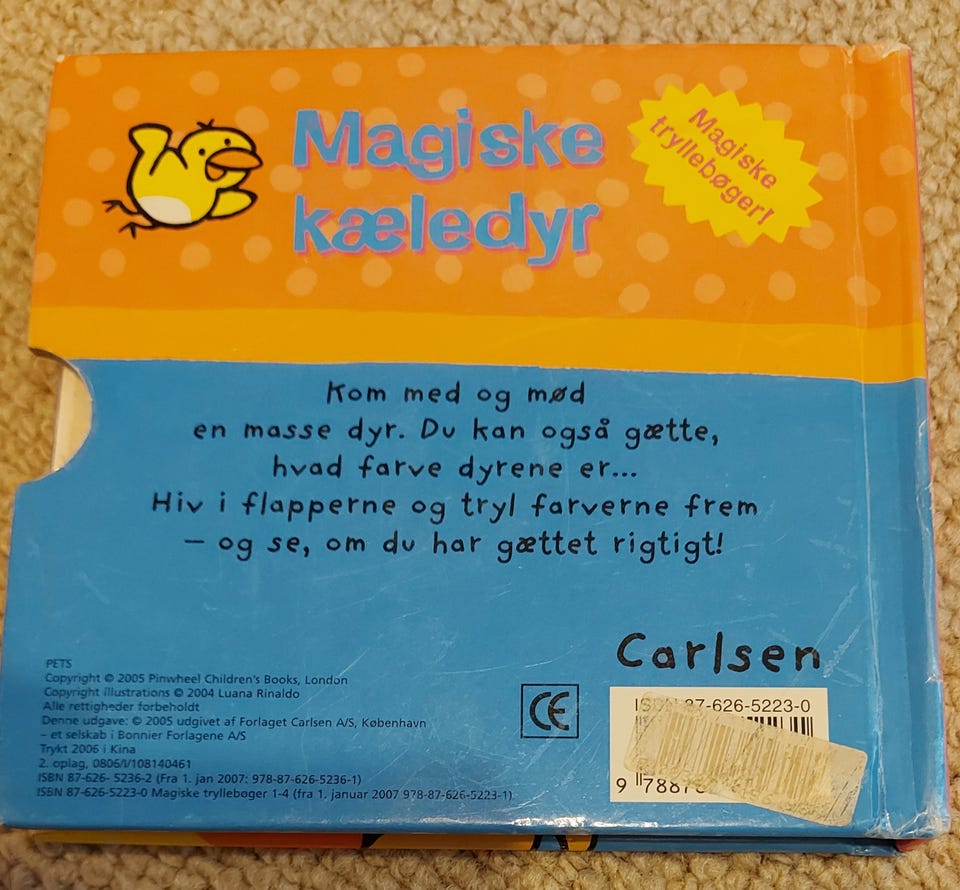 Magiske
kæledyr
Magiske
tryllebøger!
Kom med og mød
en masse dyr. Du kan også gætte,
hvad farve dyrene er...
Hiv i flapperne og tryl farverne frem
– og se, om du har gættet rigtigt!
PETS
Copyright © 2005 Pinwheel Children's Books, London
Copyright illustrations © 2004 Luana Rinaldo
Alle rettigheder forbeholdt
Denne udgave: © 2005 udgivet af Forlaget Carlsen A/S, København
– et selskab i Bonnier Forlagene A/S
Trykt 2006 i Kina
2. oplag, 0806/I/108140461
ISBN 87-626- 5236-2 (Fra 1. jan 2007: 978-87-626-5236-1)
ISBN 87-626-5223-0 Magiske tryllebøger 1-4 (fra 1. januar 2007 978-87-626-5223-1)
CE
Carlsen
ISBN 87-626-5223-0
9 7887